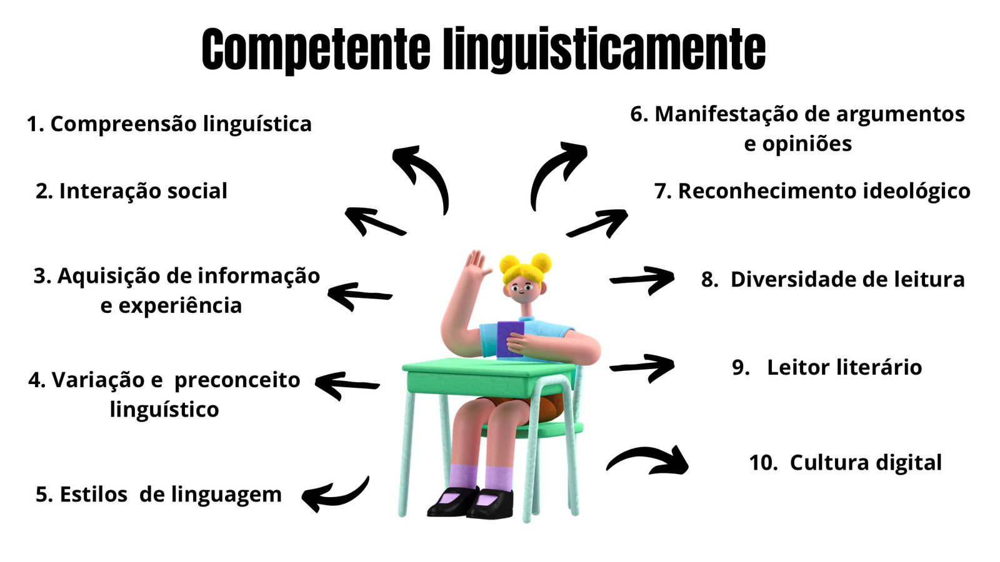 Competente linguisticamente
1. Compreensão linguística
2. Interação social
3. Aquisição de informação
e experiência
4. Variação e  preconceito
linguístico
5. Estilos  de linguagem
6. Manifestação de argumentos
e opiniões
7. Reconhecimento ideológico
8.  Diversidade de leitura
9.   Leitor literário
10.  Cultura digital